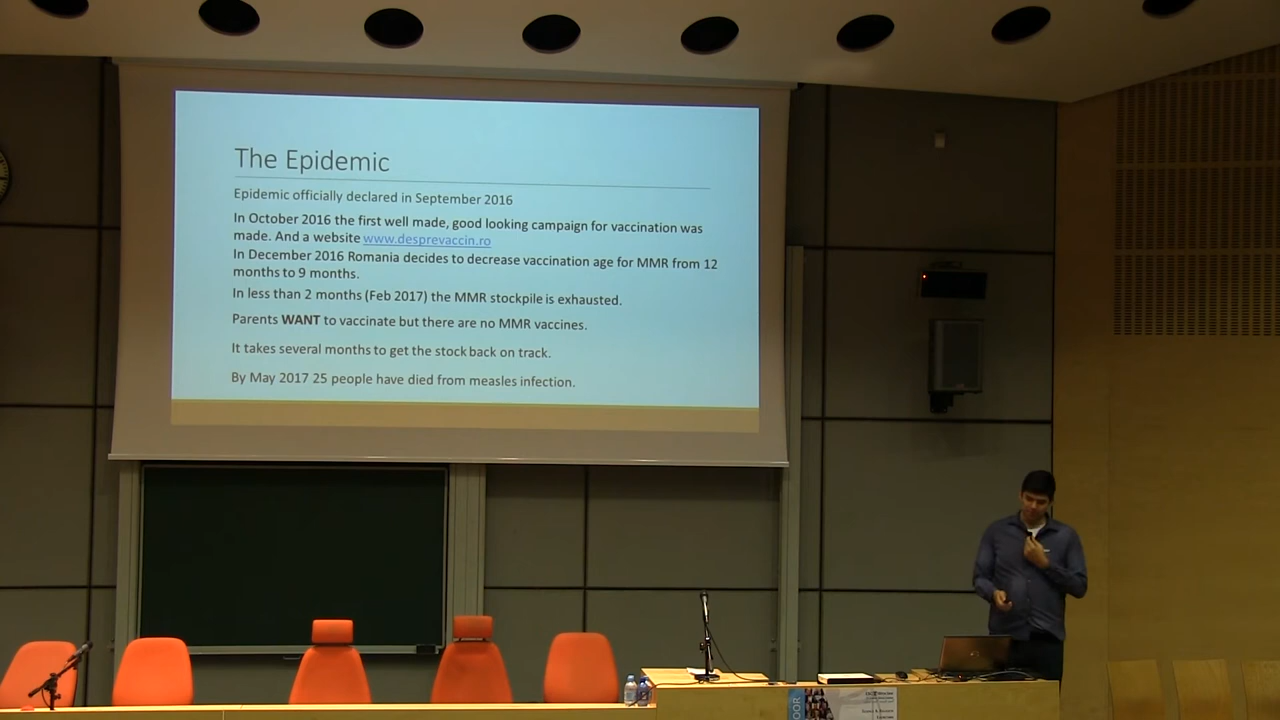 The Epidemic
Epidemic officially declared in September 2016
In October 2016 the first well made, good looking campaign for vaccination was
made. And a website www.desprevaccin.ro
In December 2016 Romania decides to decrease vaccination age for MMR from 12
months to 9 months.
In less than 2 months (Feb 2017) the MMR stockpile is exhausted.
Parents WANT to vaccinate but there are no MMR vaccines.
It takes several months to get the stock back on track.
By May 2017 25 people have died from measles infection.